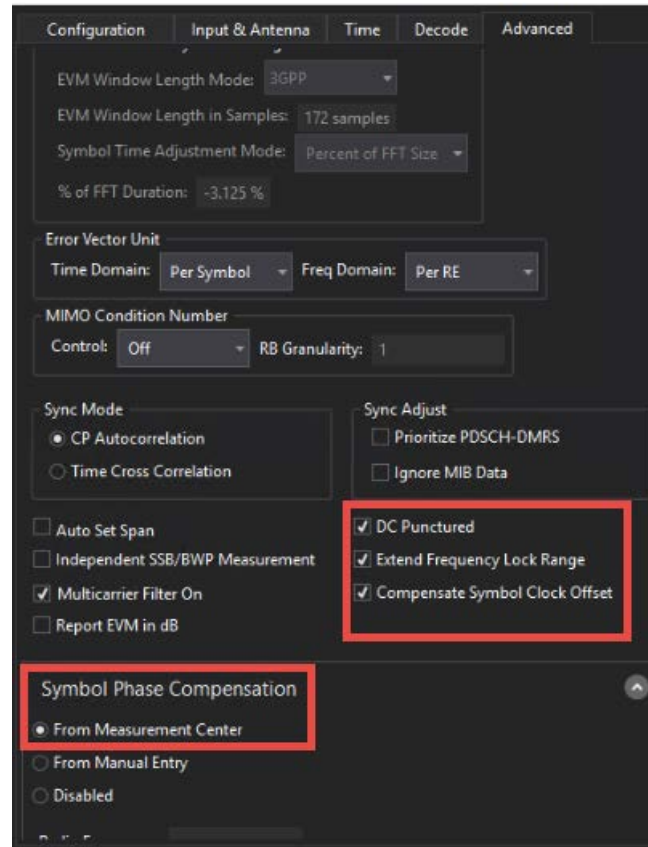 Configuration Input & Antenna Time Decode Advanced
EVM Window Length Mode: 3GPP
EVM Window Length in Samples: 172 samples
Symbol Time Adjustment Mode: Percent of FFT Size
% of FFT Duration: -3.125 %
Error Vector Unit
Time Domain: Per Symbol Freq Domain: Per RE
MIMO Condition Number
Control: Off RB Granularity: 1
Sync Mode Sync Adjust
CP Autocorrelation Prioritize PDSCH-DMRS
Time Cross Correlation Ignore MIB Data
Auto Set Span DC Punctured
Independent SSB/BWP Measurement Extend Frequency Lock Range
Multicarrier Filter On Compensate Symbol Clock Offset
Report EVM in dB
Symbol Phase Compensation
From Measurement Center
From Manual Entry
Disabled